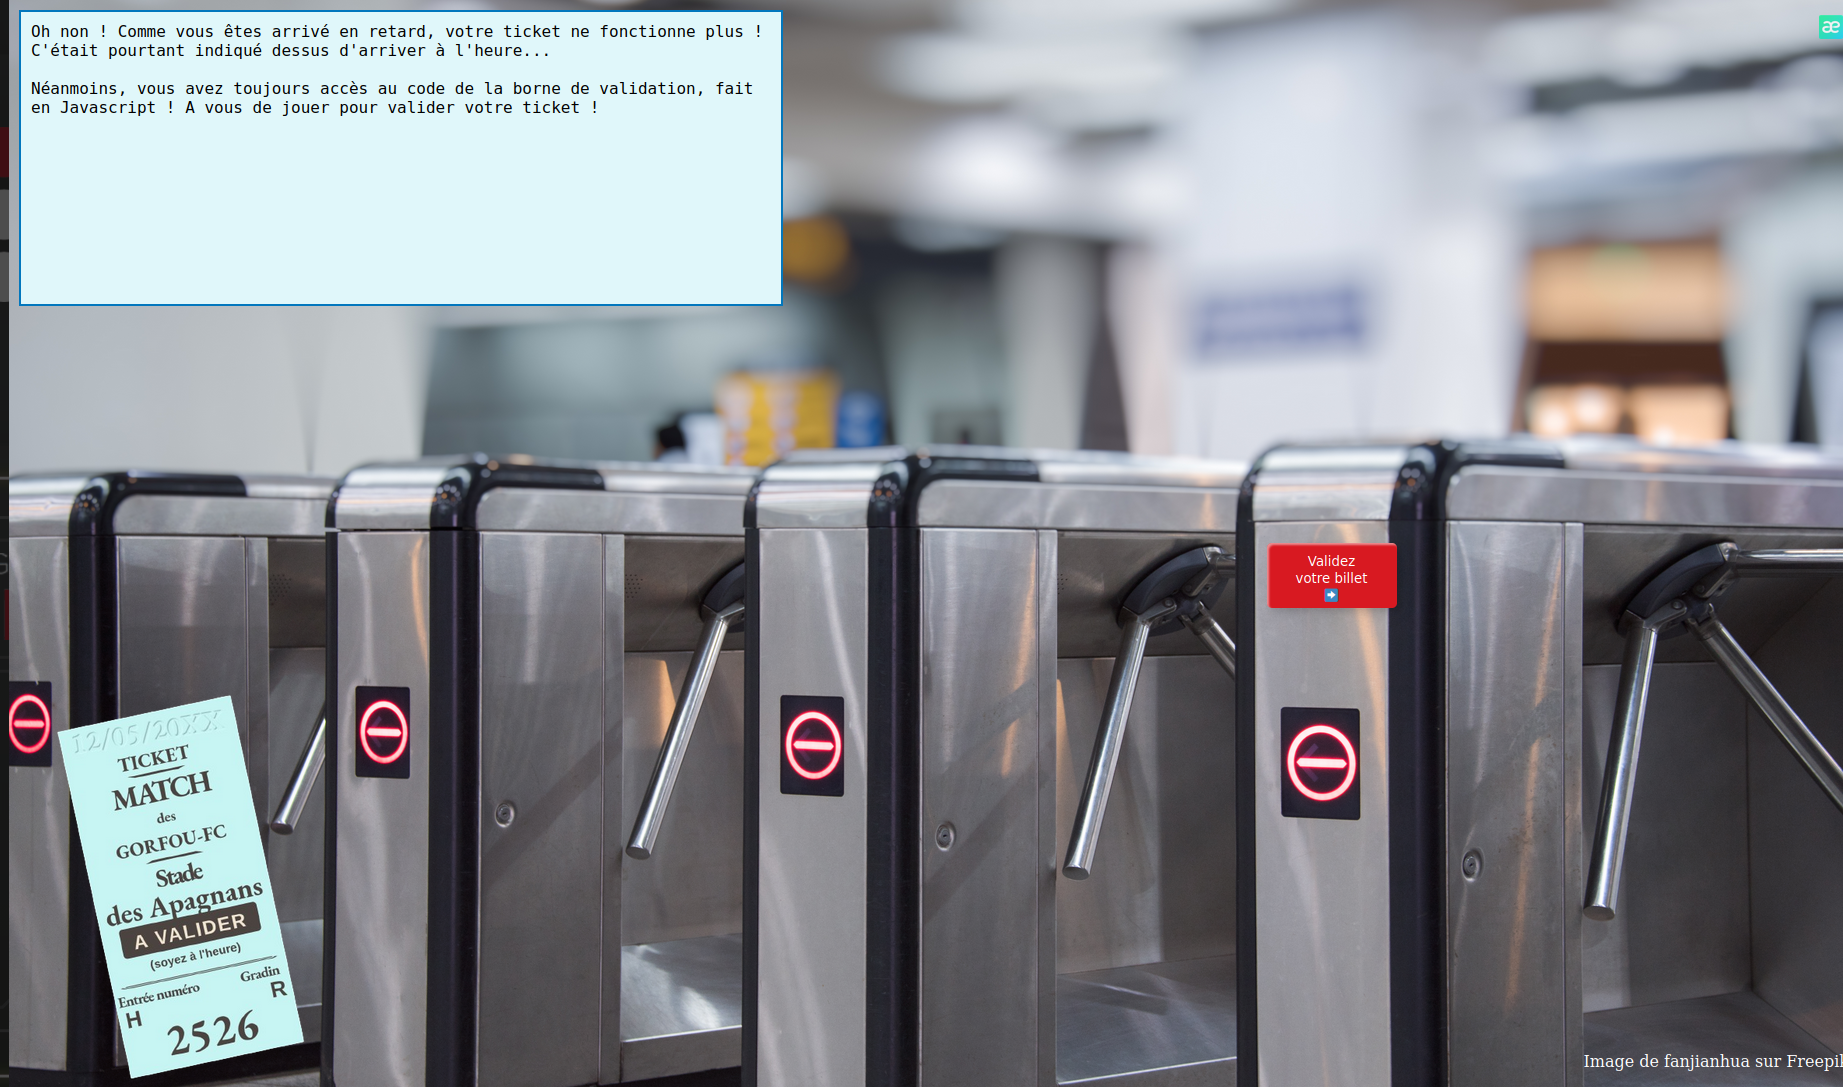 Oh non ! Comme vous êtes arrivé en retard, votre ticket ne fonctionne plus !
C'était pourtant indiqué dessus d'arriver à l'heure...
Néanmoins, vous avez toujours accès au code de la borne de validation, fait
en Javascript ! A vous de jouer pour valider votre ticket !
æ
Validez
votre billet
12/05/20XX
TICKET
MATCH
des
GORFOU-FC
Stade
des Apagnans
A VALIDER
(soyez à l'heure)
Entrée numéro
Gradin
H
R
2526
Image de fanjianhua sur Freepi